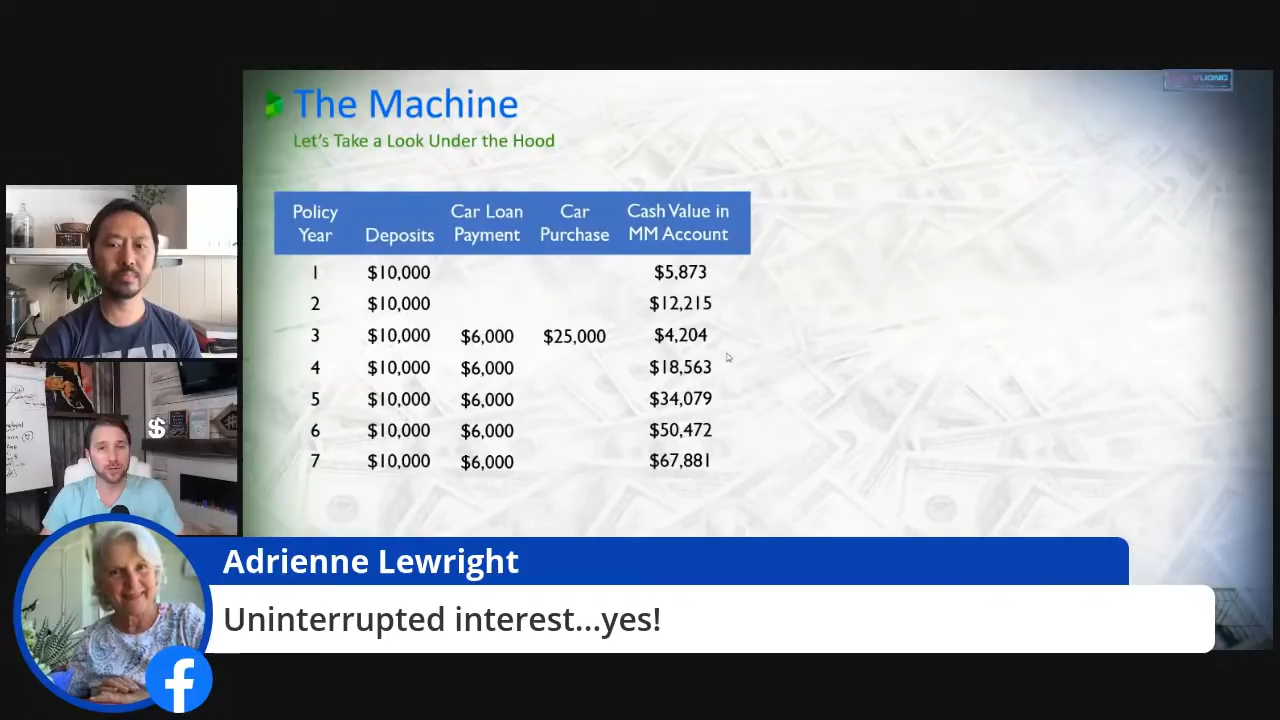 The Machine
Let's Take a Look Under the Hood
Policy Year Deposits Car Loan Payment Car Purchase Cash Value in MM Account
1 $10,000 $5,873
2 $10,000 $12,215
3 $10,000 $6,000 $25,000 $4,204
4 $10,000 $6,000 $18,563
5 $10,000 $6,000 $34,079
6 $10,000 $6,000 $50,472
7 $10,000 $6,000 $67,881
$
Adrienne Lewright
Uninterrupted interest...yes!